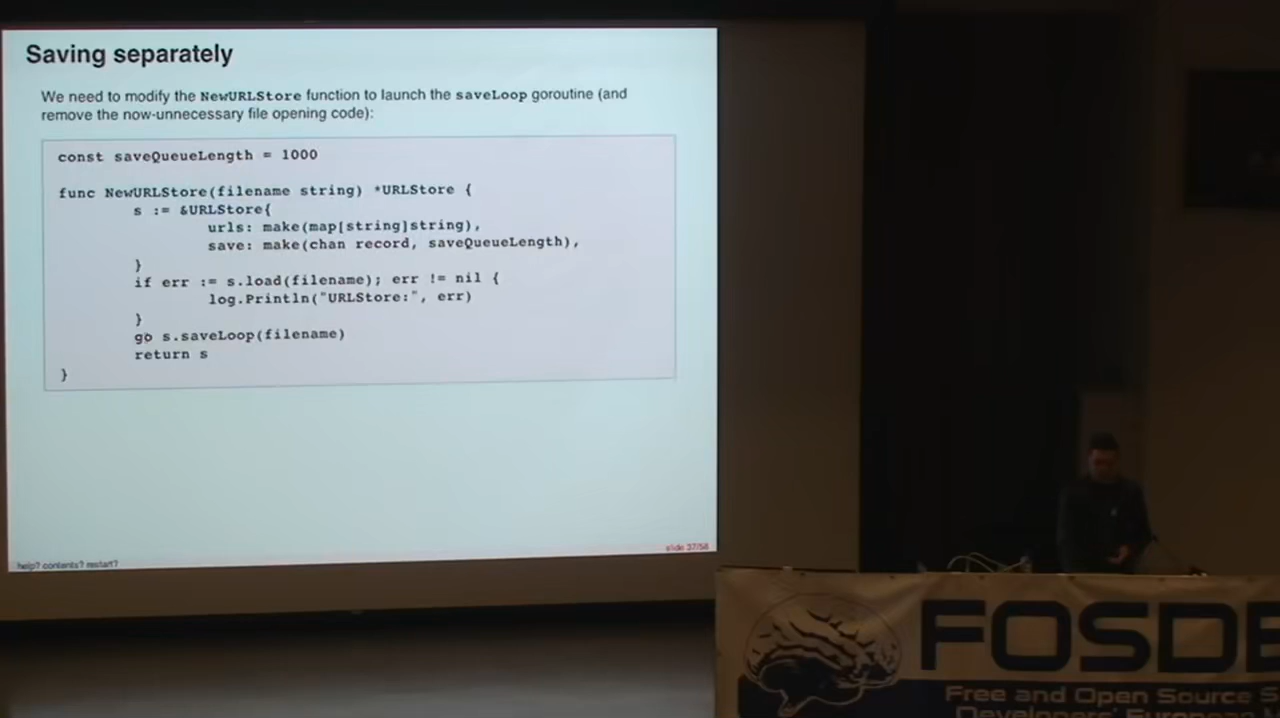 Saving separately
We need to modify the NewURLStore function to launch the saveLoop goroutine (and
remove the now-unnecessary file opening code):
const saveQueueLength = 1000
func NewURLStore(filename string) *URLStore {
s := &URLStore{
urls: make(map[string]string),
save: make(chan record, saveQueueLength),
}
if err := s.load(filename); err != nil {
log.Println("URLStore:", err)
}
go s.saveLoop(filename)
return s
}
help? contents? restart?
slide 37/58
FOSDE
Free and Open Source S
Developers' European